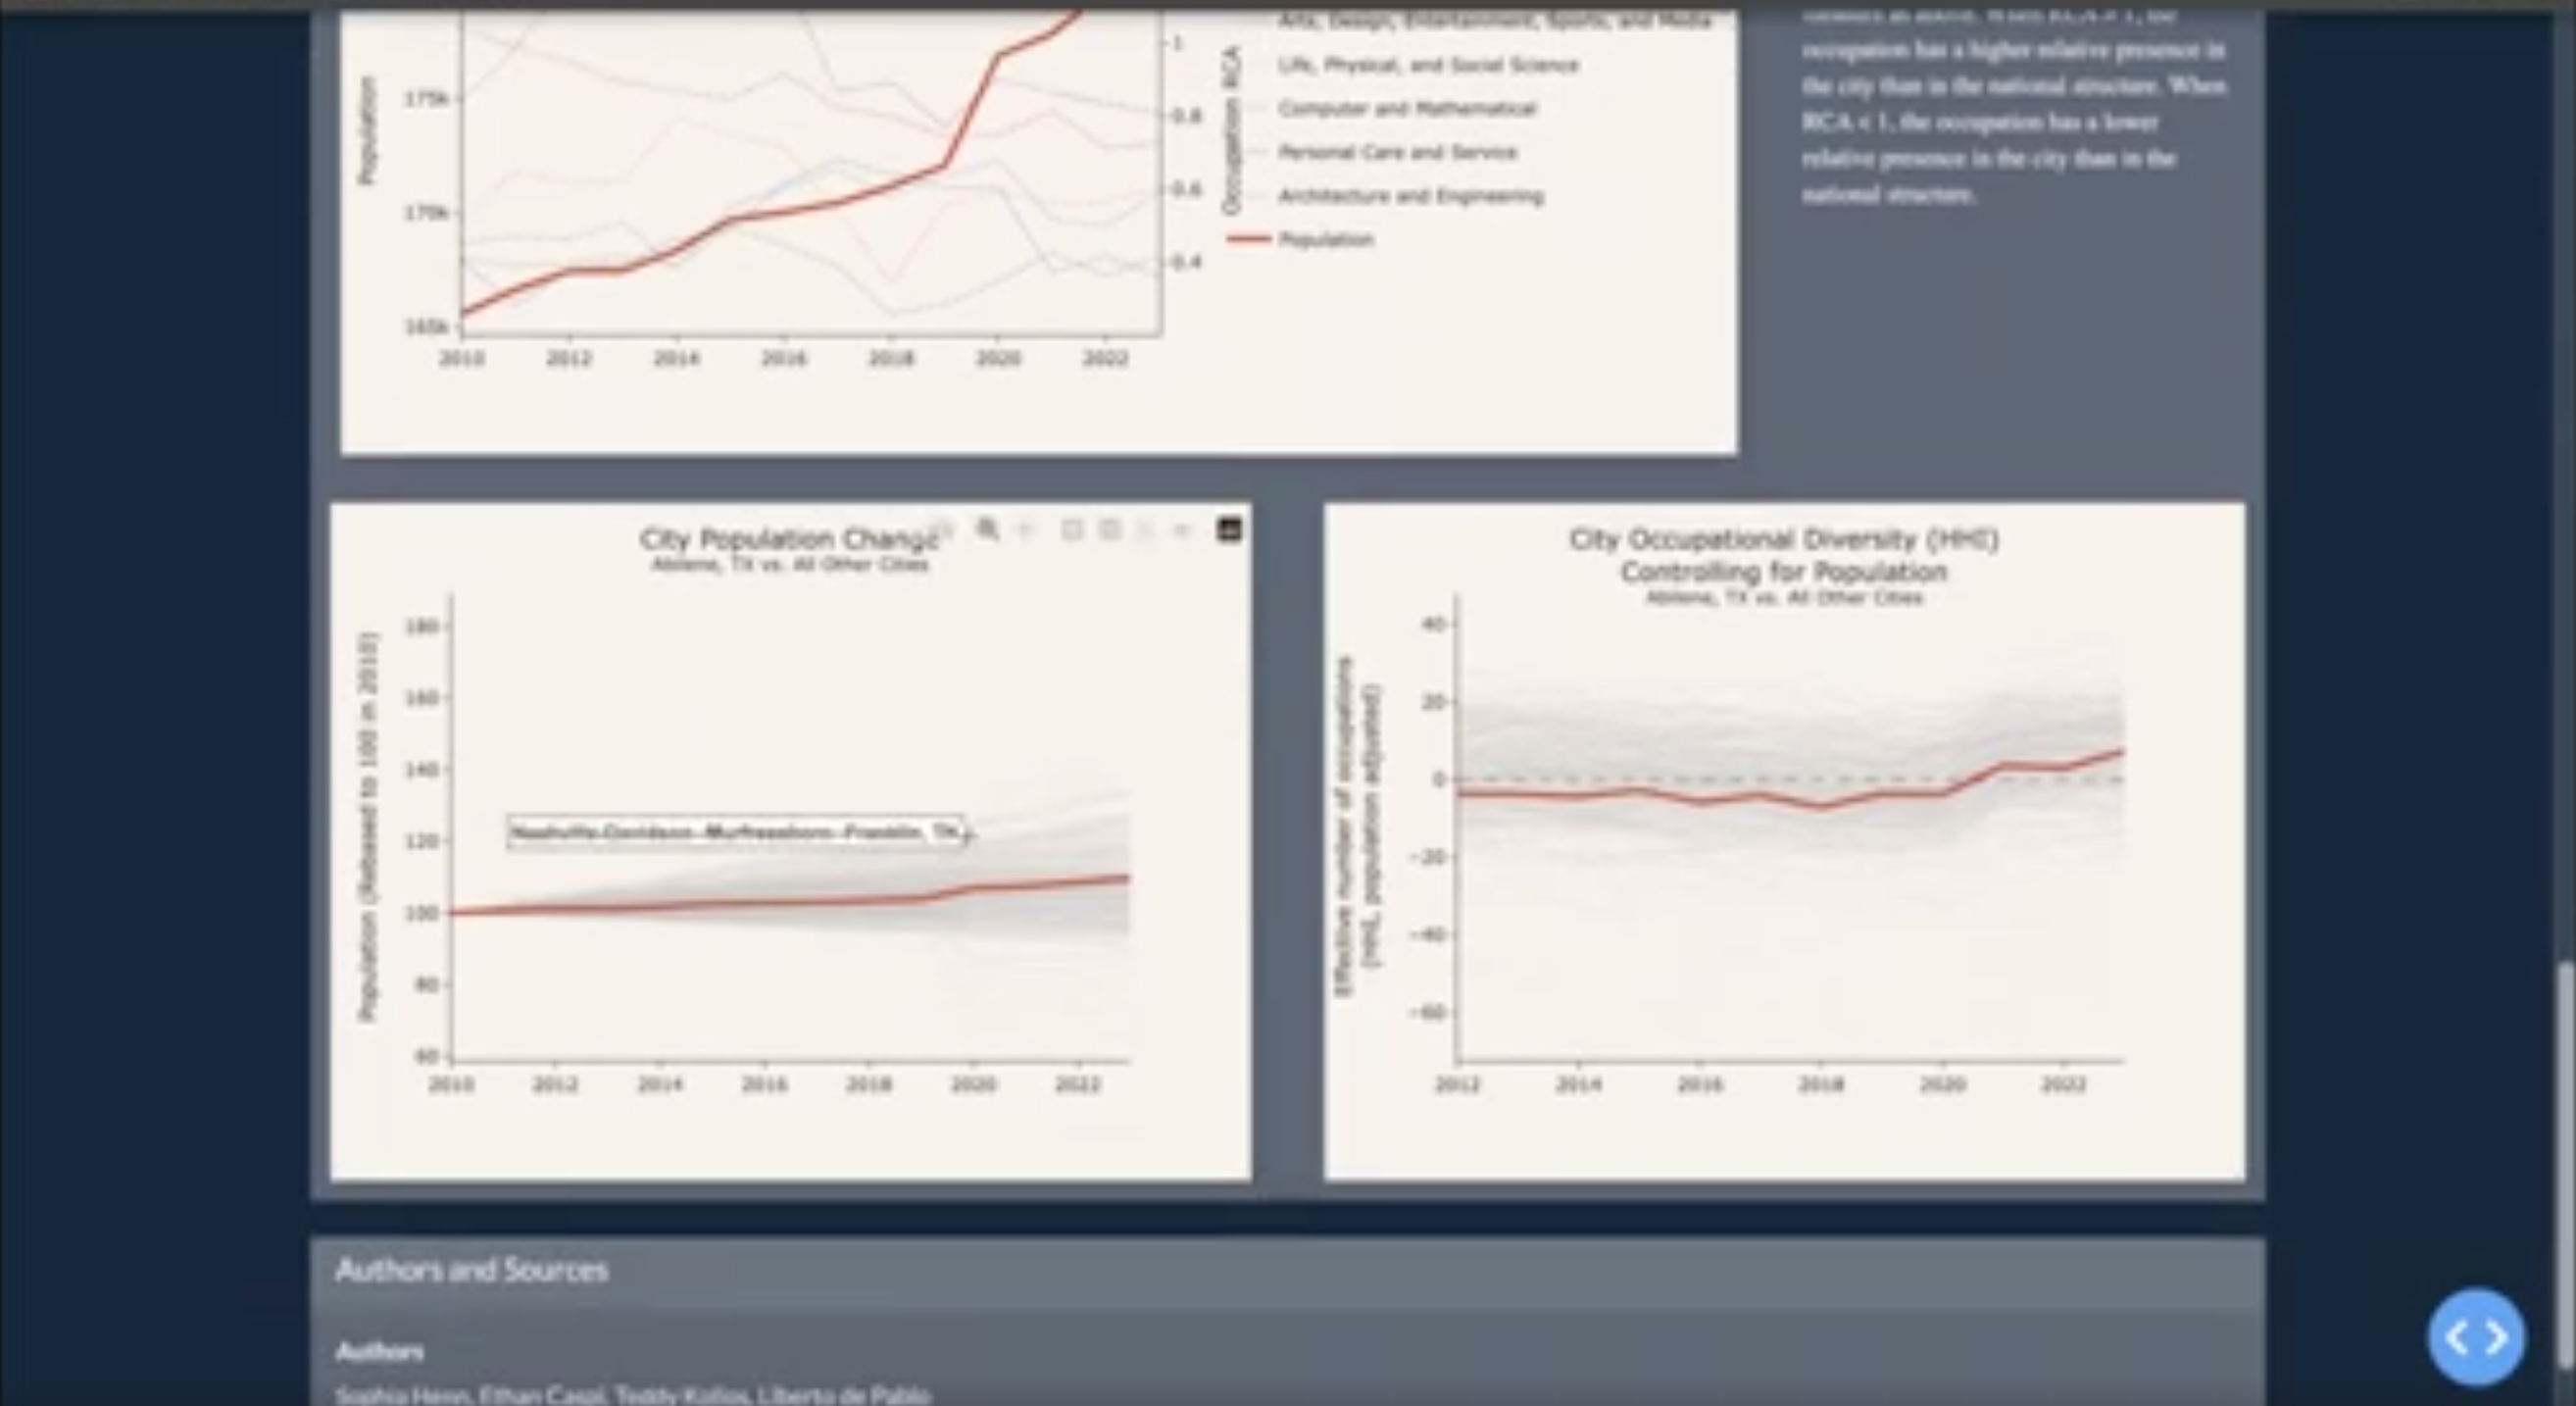 Arts, Design, Entertainment, Sports, and Media
Life, Physical, and Social Science
Computer and Mathematical
Personal Care and Service
Architecture and Engineering
Population
Population
175k
170k
165k
2010 2012 2014 2016 2018 2020 2022
1
0.8
0.6
0.4
Occupation RCA
occupation has a higher relative presence in
the city than in the national structure. When
RCA < 1, the occupation has a lower
relative presence in the city than in the
national structure.
City Population Change
Abilene, TX vs. All Other Cities
Population (Rebased to 100 in 2010)
180
160
140
120
100
80
60
Nashville-Davidson--Murfreesboro--Franklin, TN
2010 2012 2014 2016 2018 2020 2022
City Occupational Diversity (HHI)
Controlling for Population
Abilene, TX vs. All Other Cities
Effective number of occupations
(HHI, population adjusted)
40
20
0
−20
−40
−60
2012 2014 2016 2018 2020 2022
Authors and Sources
Authors
Sophia Henn, Ethan Caspi, Teddy Kolios, Liberto de Pablo